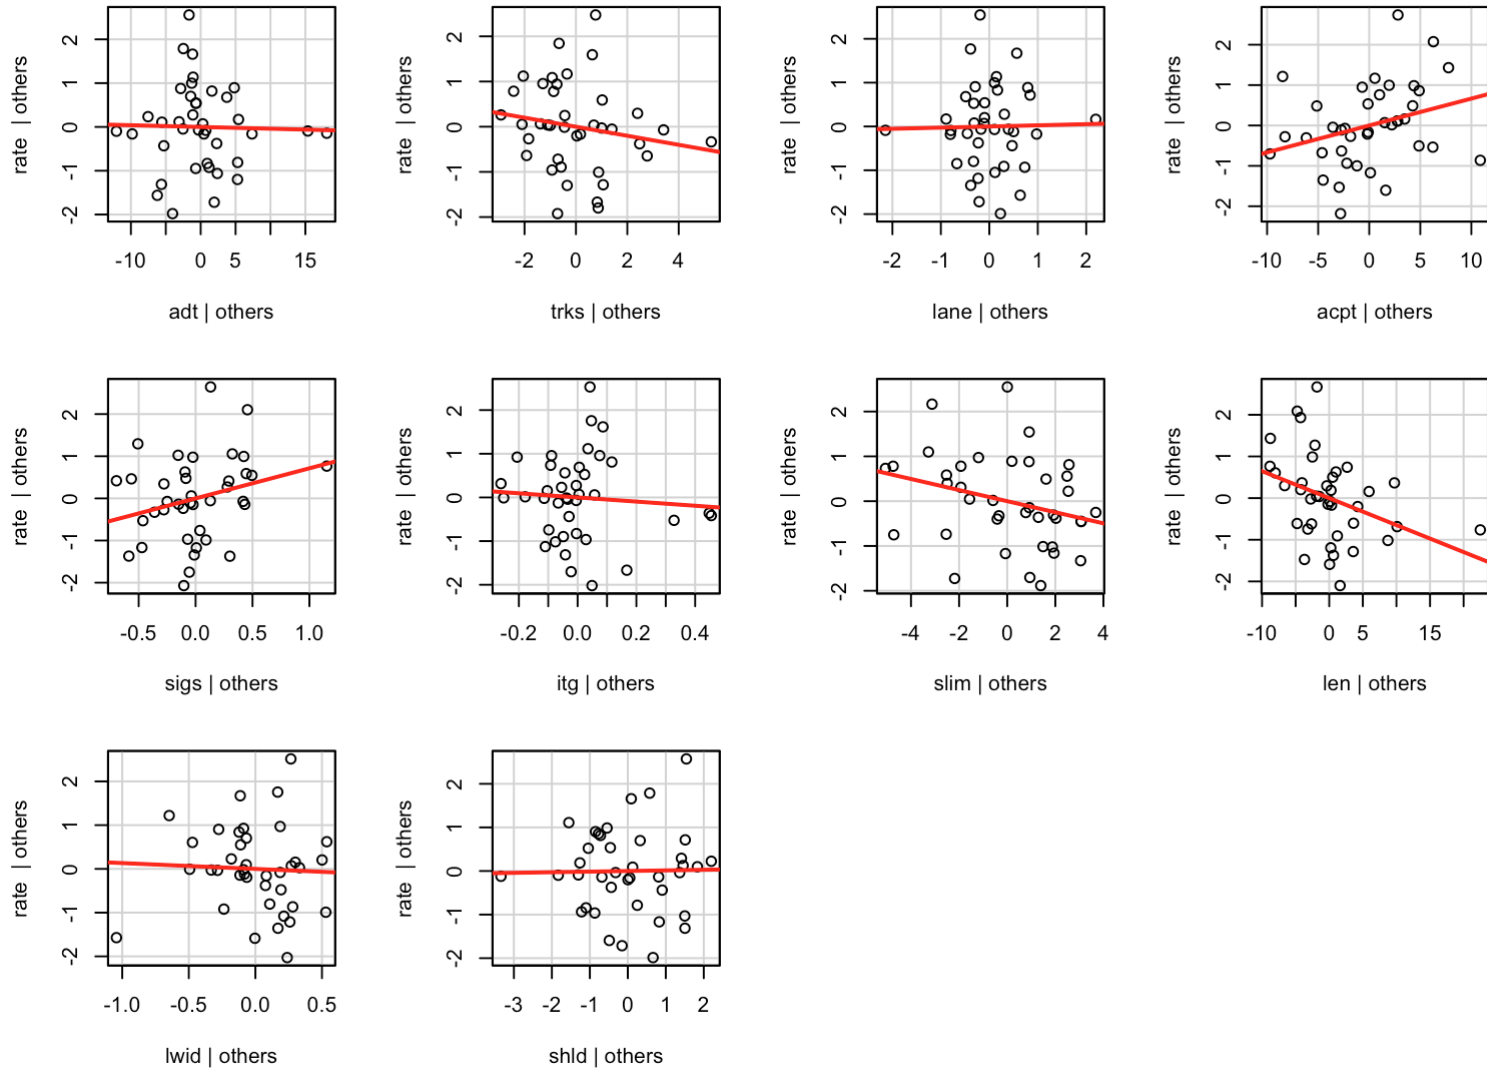 rate | others
2
1
0
-1
-2
-10 0 5 15
adt | others
rate | others
2
1
0
-1
-2
-2 0 2 4
trks | others
rate | others
2
1
0
-1
-2
-2 -1 0 1 2
lane | others
rate | others
2
1
0
-1
-2
-10 -5 0 5 10
acpt | others
rate | others
2
1
0
-1
-2
-0.5 0.0 0.5 1.0
sigs | others
rate | others
2
1
0
-1
-2
-0.2 0.0 0.2 0.4
itg | others
rate | others
2
1
0
-1
-2
-4 -2 0 2 4
slim | others
rate | others
2
1
0
-1
-2
-10 0 5 15
len | others
rate | others
2
1
0
-1
-2
-1.0 -0.5 0.0 0.5
lwid | others
rate | others
2
1
0
-1
-2
-3 -2 -1 0 1 2
shld | others